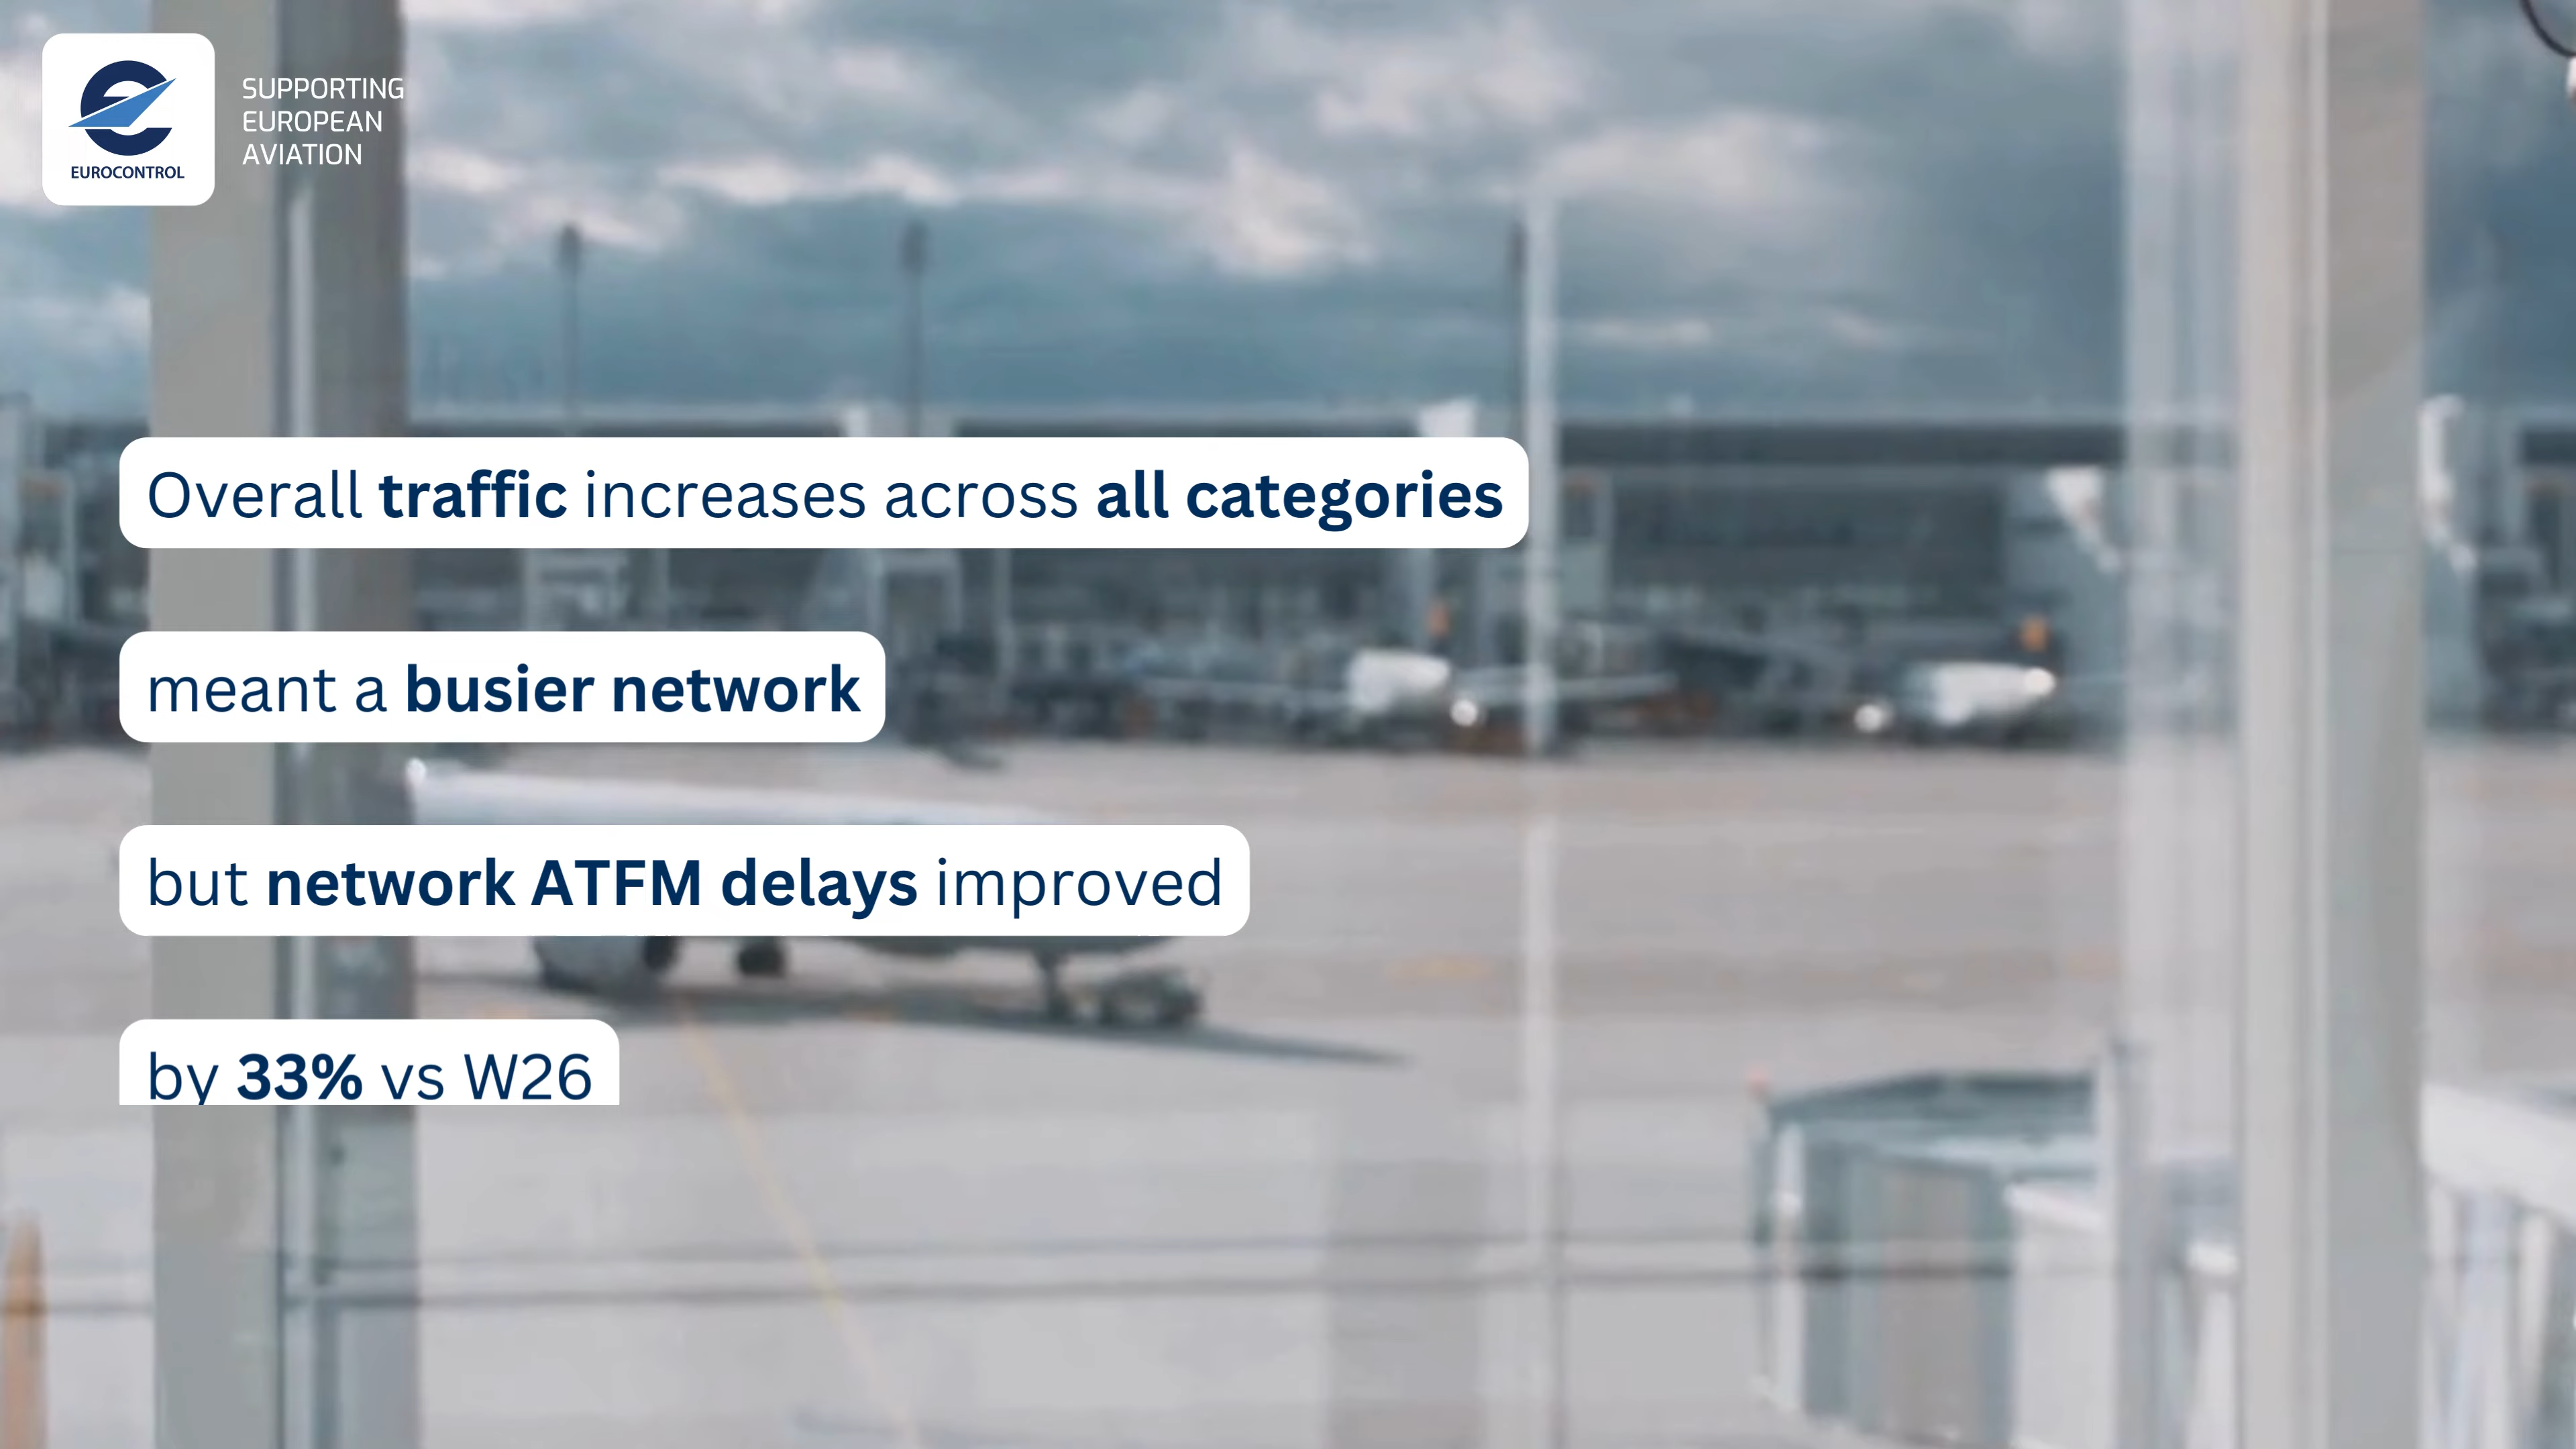 EUROCONTROL
SUPPORTING
EUROPEAN
AVIATION
Overall traffic increases across all categories
meant a busier network
but network ATFM delays improved
by 33% vs W26